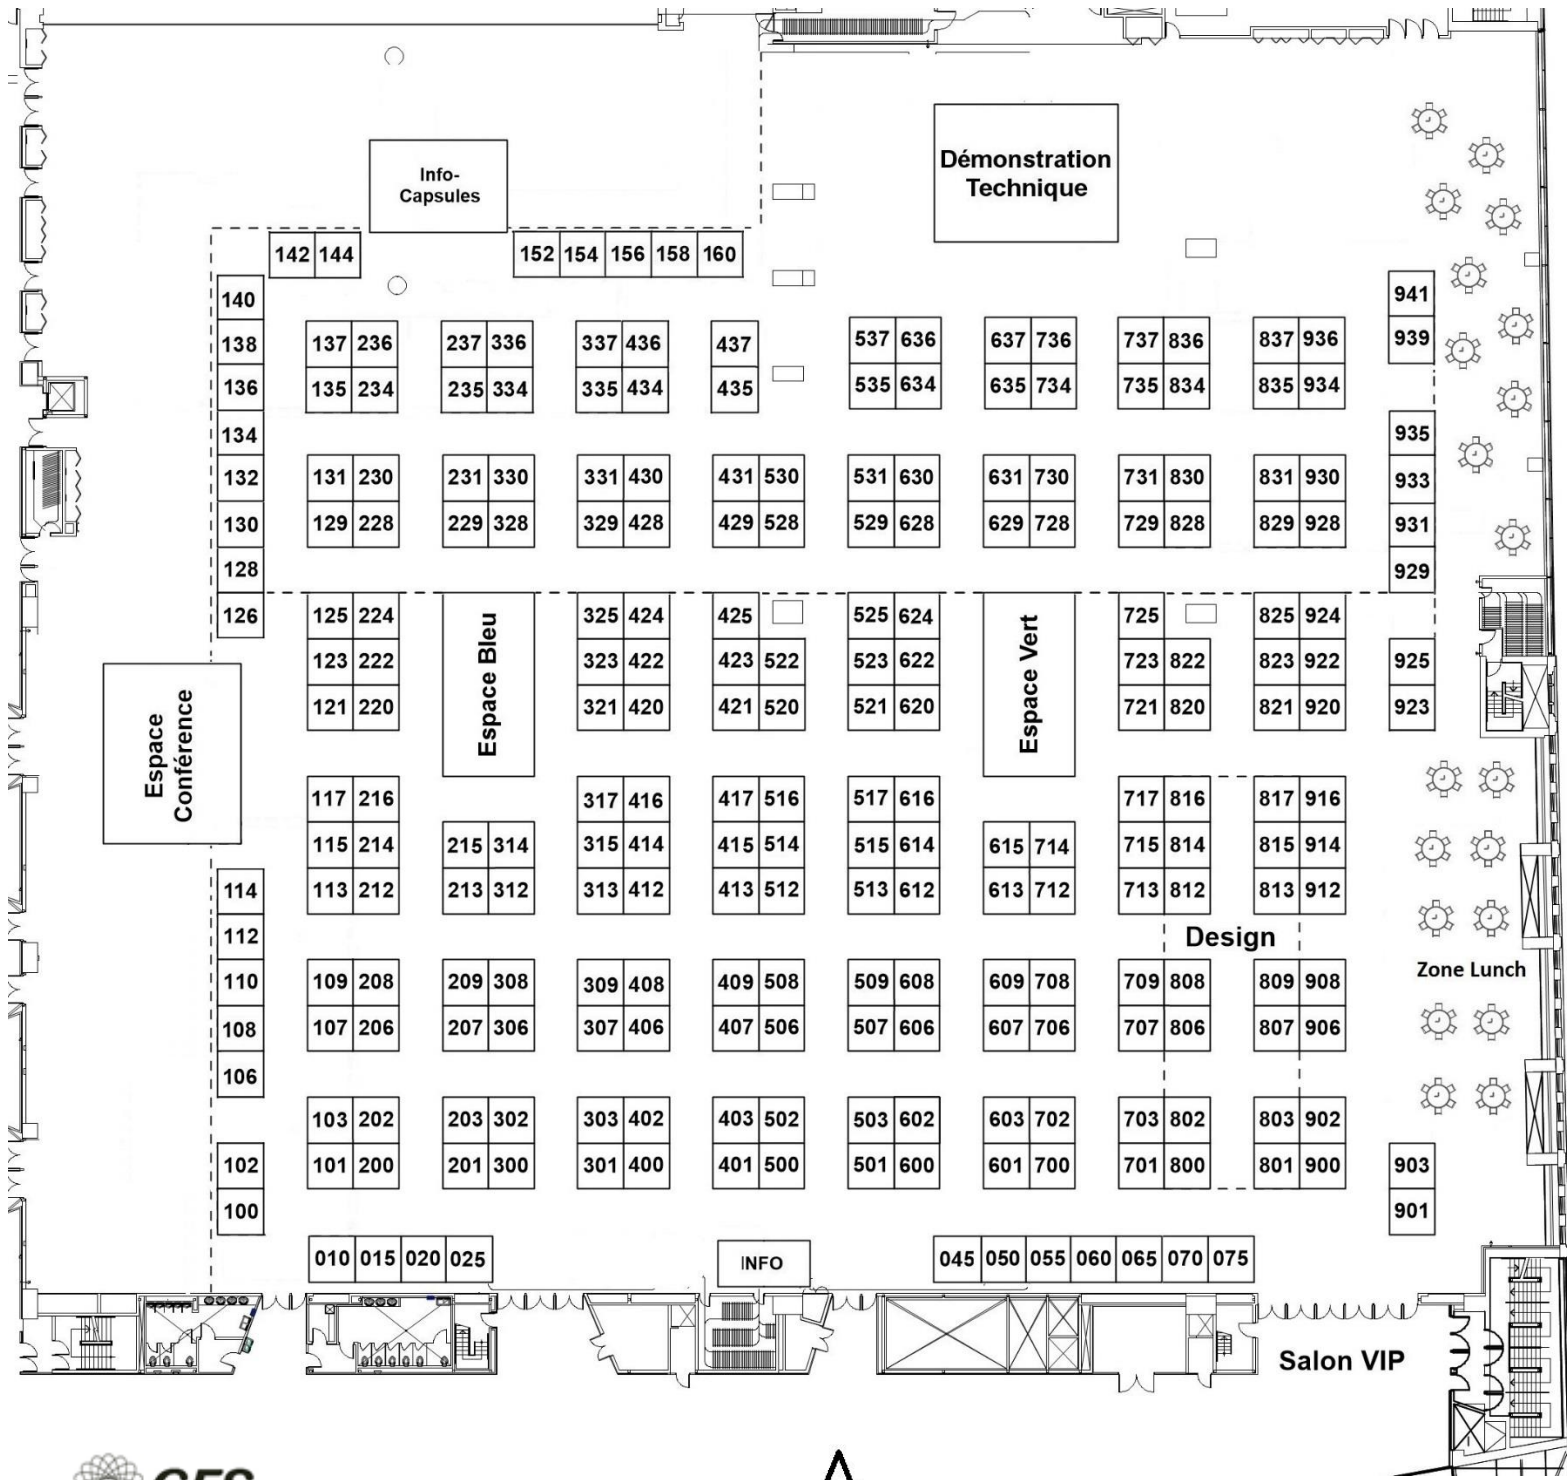 Info-
Capsules
Démonstration
Technique
142 144
152 154 156 158 160
140
941
138
137 236 237 336 337 436 437 537 636 637 736 737 836 837 936
939
136
135 234 235 334 335 434 435 535 634 635 734 735 834 835 934
134
935
132 131 230 231 330 331 430 431 530 531 630 631 730 731 830 831 930 933
130 129 228 229 328 329 428 429 528 529 628 629 728 729 828 829 928 931
128
929
126 125 224 325 424 425 525 624 725 825 924
Espace Bleu
Espace Vert
123 222 323 422 423 522 523 622 723 822 823 922 925
121 220 321 420 421 520 521 620 721 820 821 920 923
Espace
Conférence
117 216 317 416 417 516 517 616 717 816 817 916
115 214 215 314 315 414 415 514 515 614 615 714 715 814 815 914
114 113 212 213 312 313 412 413 512 513 612 613 712 713 812 813 912
112
Design
Zone Lunch
110 109 208 209 308 309 408 409 508 509 608 609 708 709 808 809 908
108 107 206 207 306 307 406 407 506 507 606 607 706 707 806 807 906
106
103 202 203 302 303 402 403 502 503 602 603 702 703 802 803 902
102 101 200 201 300 301 400 401 500 501 600 601 700 701 800 801 900 903
100
901
010 015 020 025
INFO
045 050 055 060 065 070 075
Salon VIP